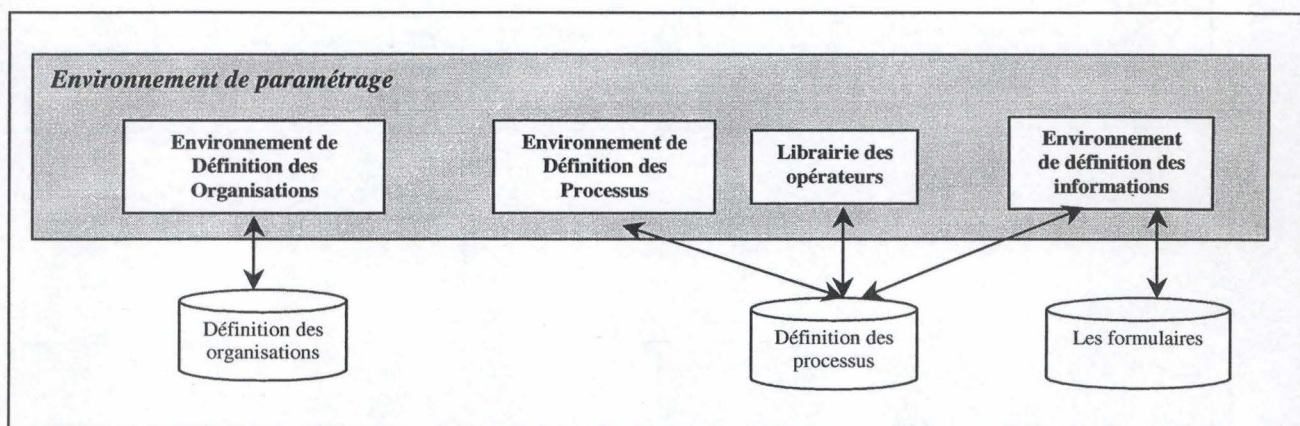 Environnement de paramétrage
Environnement de
Définition des
Organisations
Environnement de
Définition des
Processus
Librairie des
opérateurs
Environnement
de définition des
informations
Définition des
organisations
Définition des
processus
Les formulaires